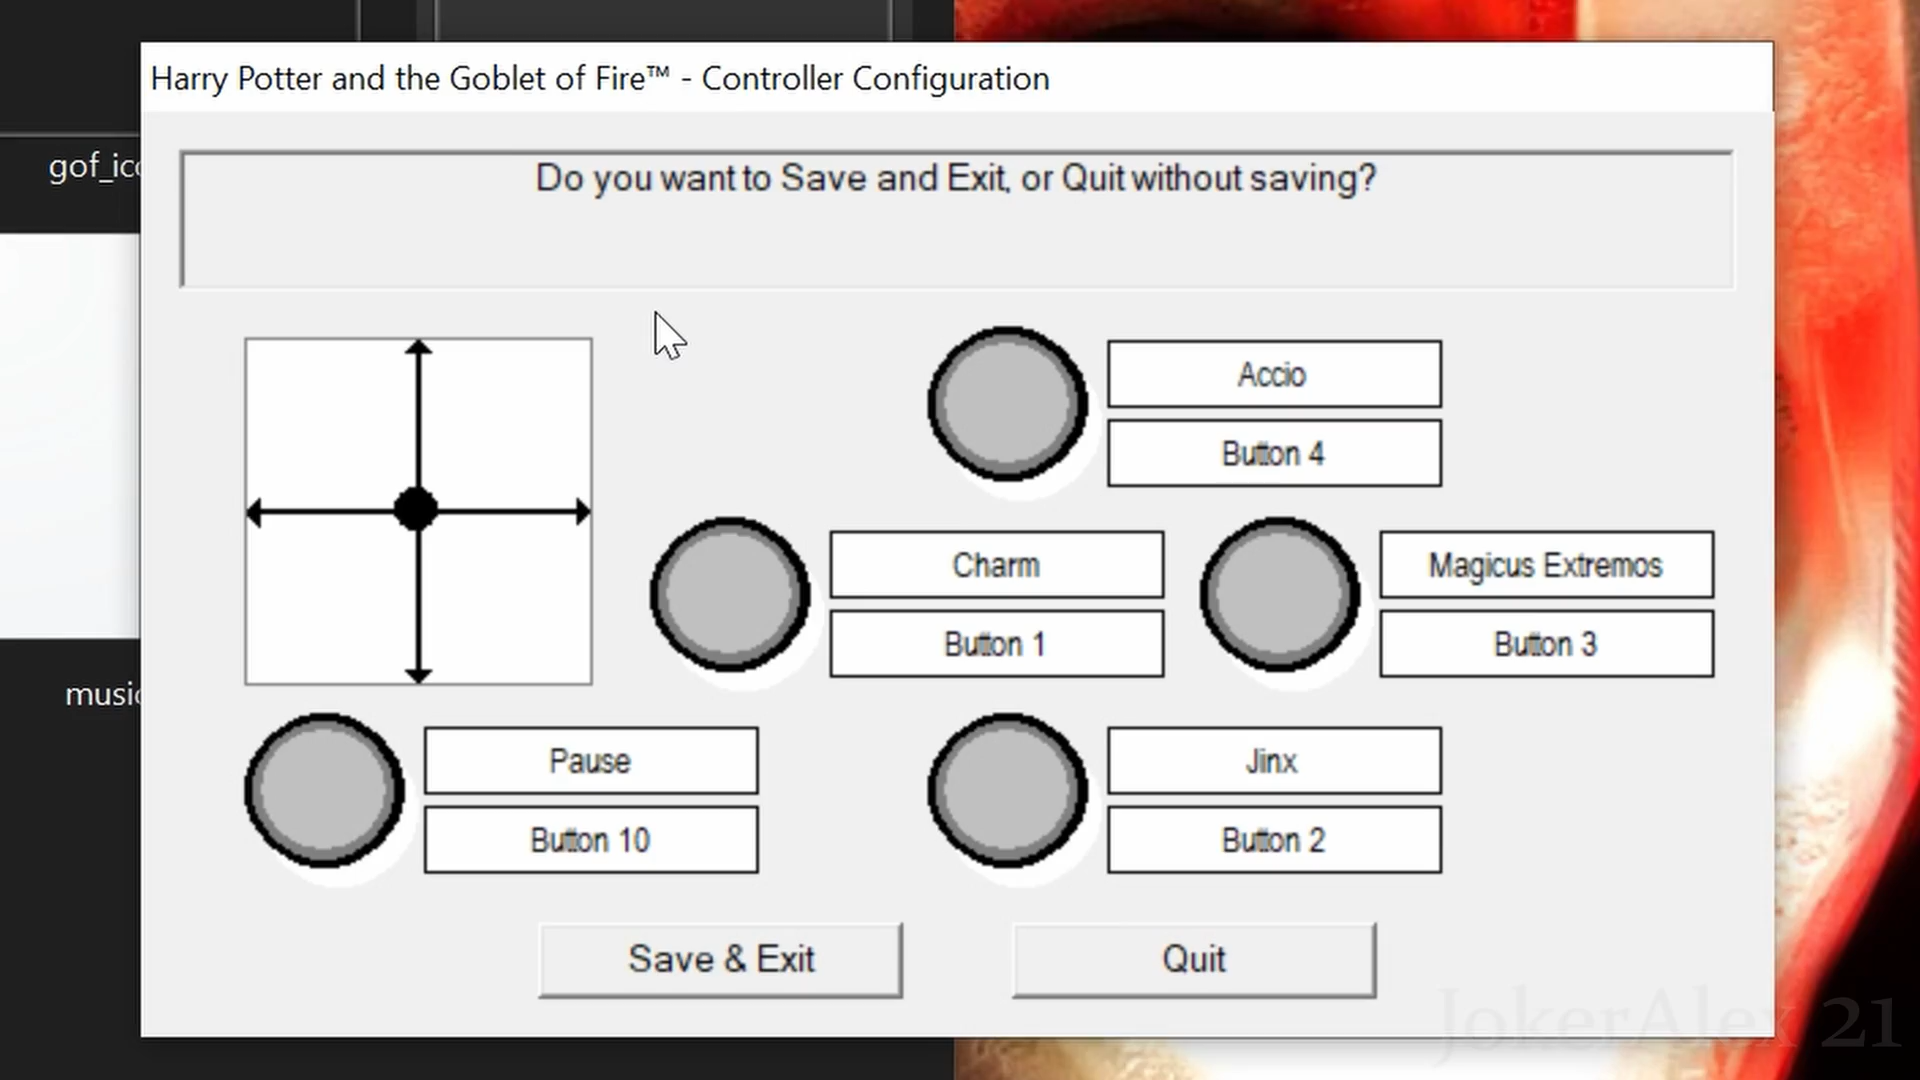 Harry Potter and the Goblet of Fire™ - Controller Configuration
gof_ico
Do you want to Save and Exit, or Quit without saving?
Accio
Button 4
Charm
Button 1
Magicus Extremos
Button 3
music
Pause
Button 10
Jinx
Button 2
Save & Exit
Quit
JokerAlex 21